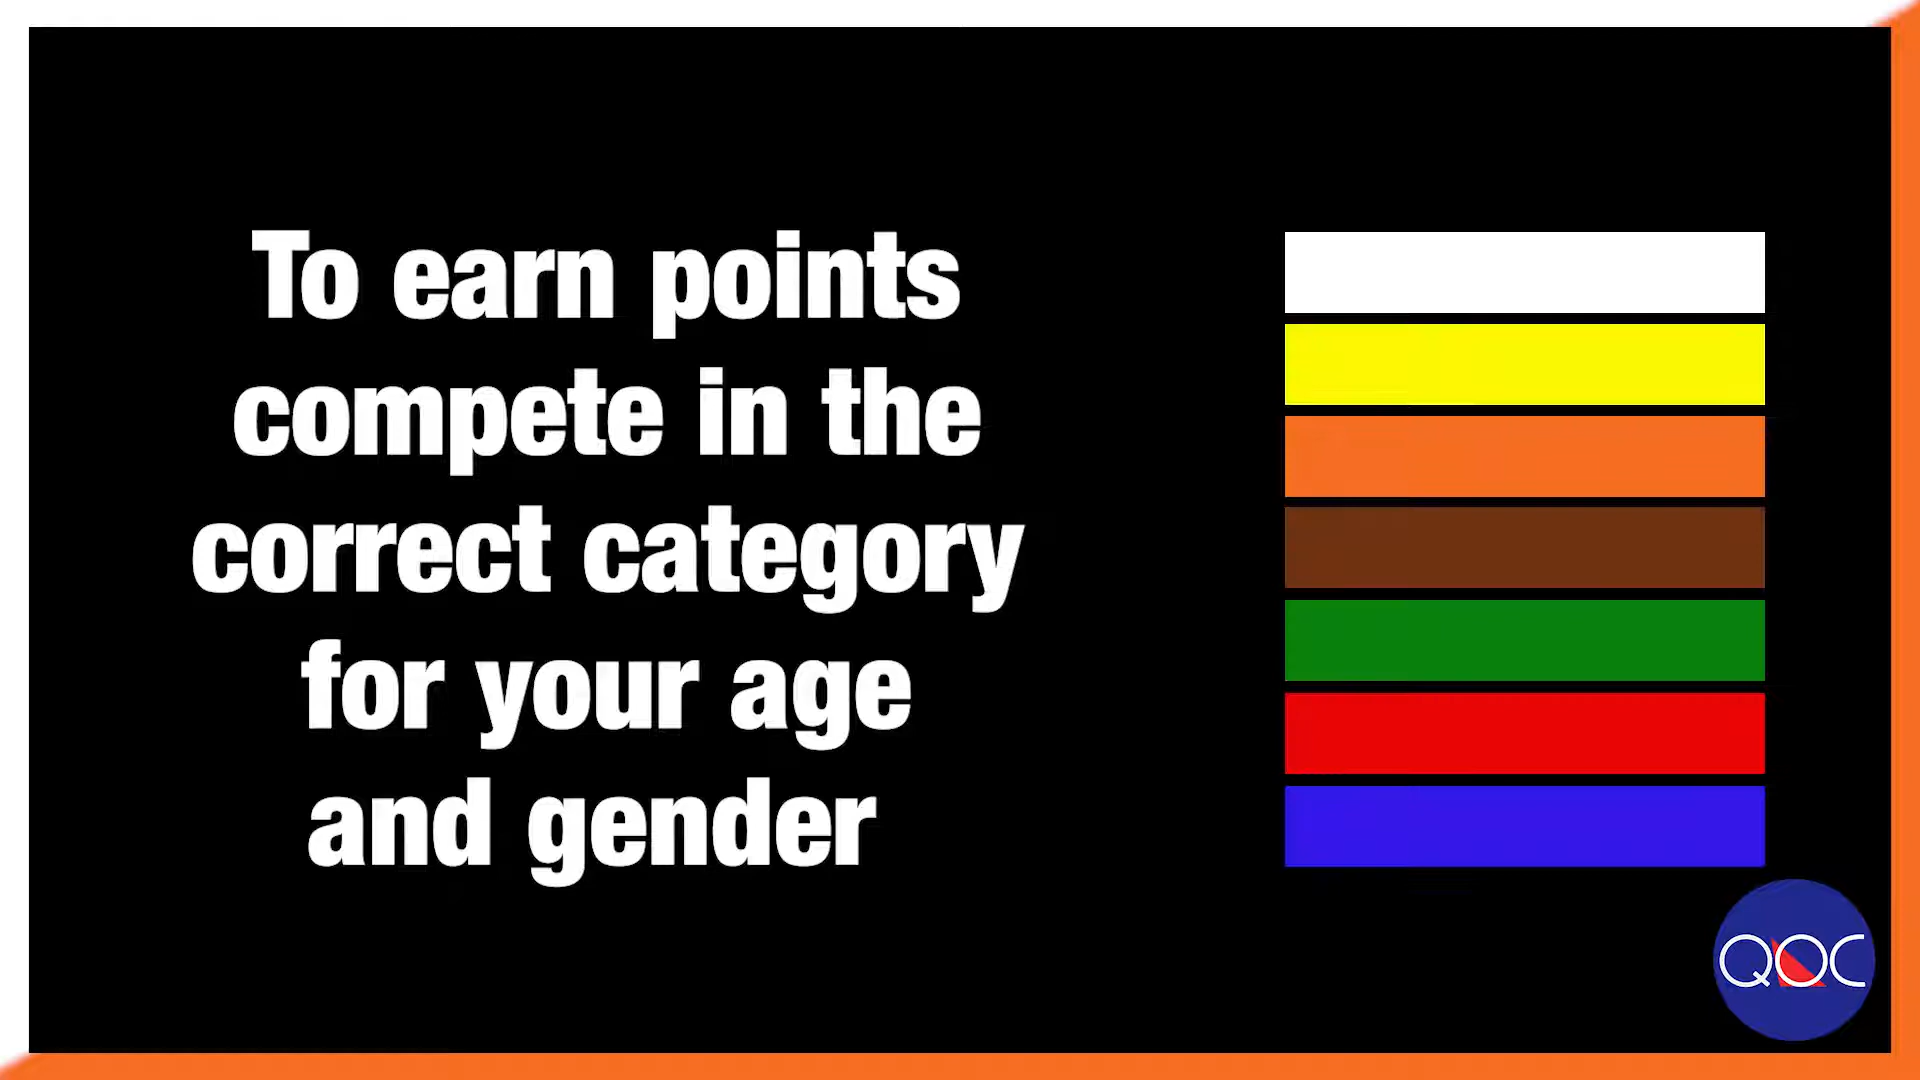 To earn points
compete in the
correct category
for your age
and gender
QOC